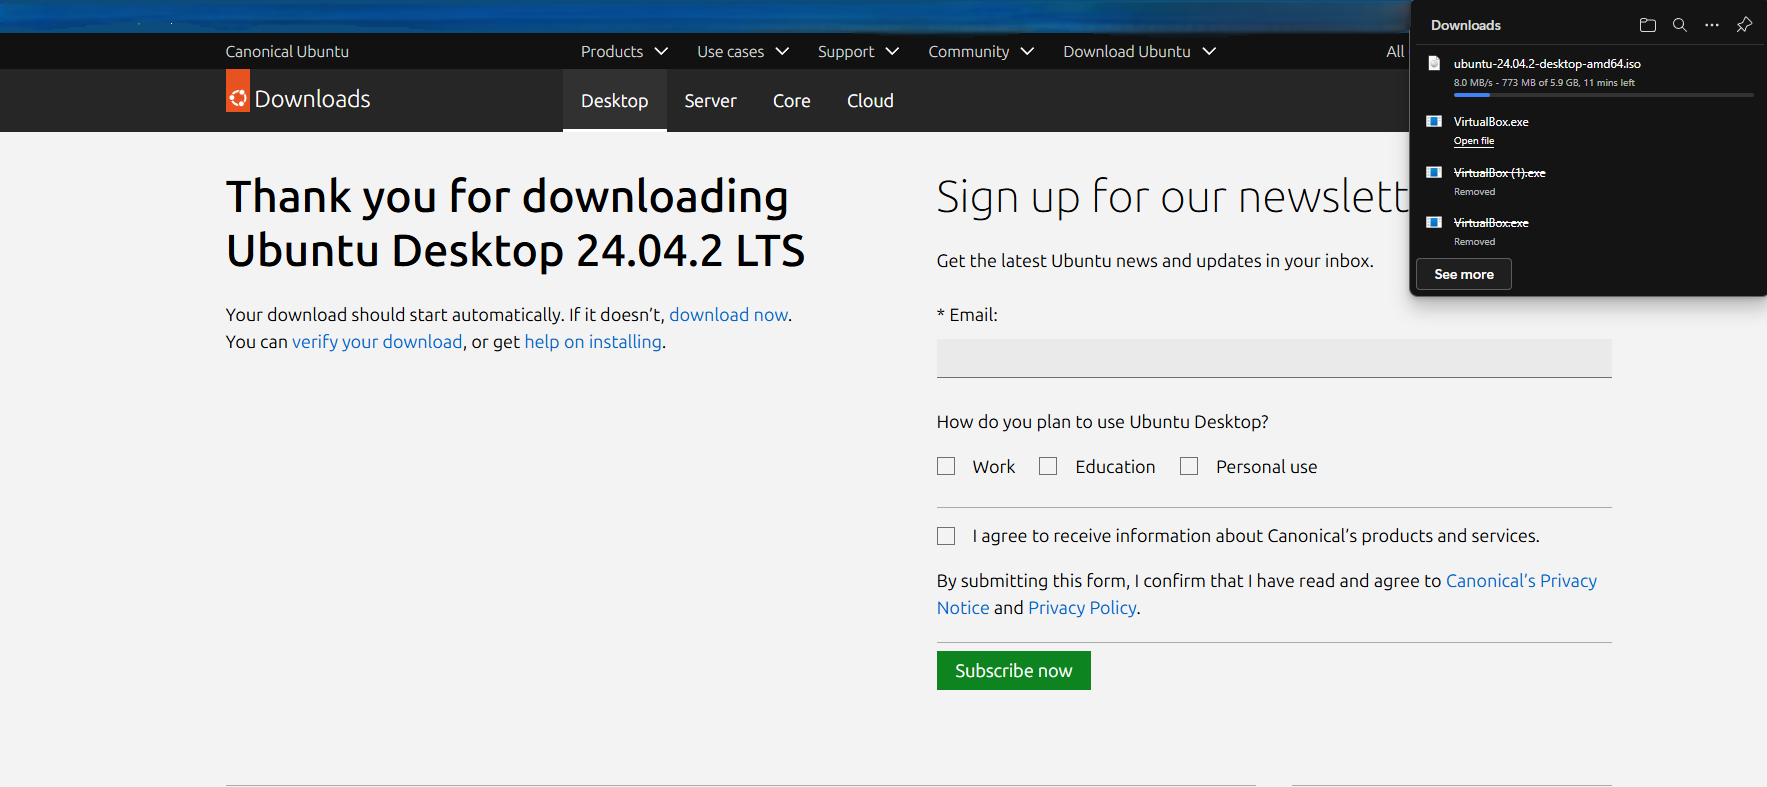 Canonical Ubuntu
Products
Use cases
Support
Community
Download Ubuntu
All
Downloads
Desktop
Server
Core
Cloud
Thank you for downloading
Ubuntu Desktop 24.04.2 LTS
Your download should start automatically. If it doesn’t, download now.
You can verify your download, or get help on installing.
Sign up for our newslett
Get the latest Ubuntu news and updates in your inbox.
* Email:
How do you plan to use Ubuntu Desktop?
Work
Education
Personal use
I agree to receive information about Canonical’s products and services.
By submitting this form, I confirm that I have read and agree to Canonical’s Privacy
Notice and Privacy Policy.
Subscribe now
Downloads
ubuntu-24.04.2-desktop-amd64.iso
8.0 MB/s - 773 MB of 5.9 GB, 11 mins left
VirtualBox.exe
Open file
VirtualBox (1).exe
Removed
VirtualBox.exe
Removed
See more